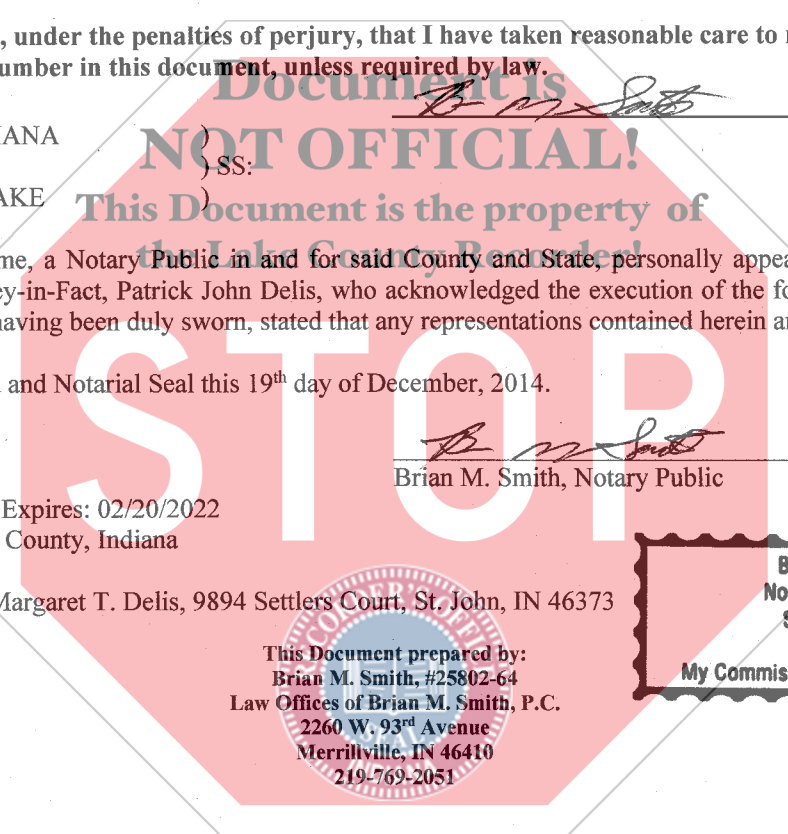 , under the penalties of perjury, that I have taken reasonable care to
umber in this document, unless required by law.
Document is
IANA )
NOT OFFICIAL!
) SS:
AKE )
This Document is the property of
the Lake County Recorder!
me, a Notary Public in and for said County and State, personally appea
ey-in-Fact, Patrick John Delis, who acknowledged the execution of the fo
having been duly sworn, stated that any representations contained herein a
and Notarial Seal this 19th day of December, 2014.
STOP
Brian M. Smith, Notary Public
Expires: 02/20/2022
County, Indiana
B
No
S
My Commis
Margaret T. Delis, 9894 Settlers Court, St. John, IN 46373
RECORDER'S OFFICE
SEAL
INDIANA
This Document prepared by:
Brian M. Smith, #25802-64
Law Offices of Brian M. Smith, P.C.
2260 W. 93rd Avenue
Merrillville, IN 46410
219-769-2051